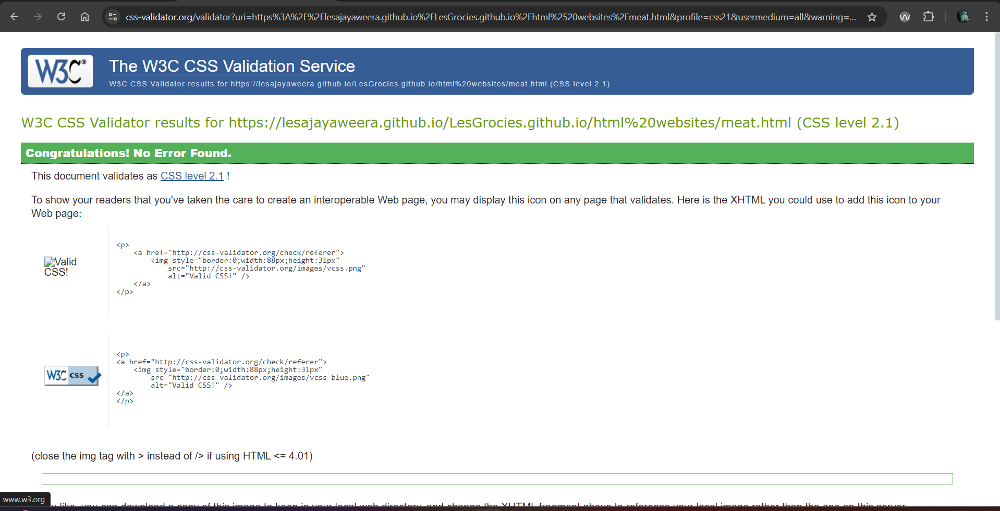 css-validator.org/validator?uri=https%3A%2F%2Flesajayaweera.github.io%2FLesGrocies.github.io%2Fhtml%2520websites%2Fmeat.html&profile=css21&usermedium=all&warning=...
W3C®
The W3C CSS Validation Service
W3C CSS Validator results for https://lesajayaweera.github.io/LesGrocies.github.io/html%20websites/meat.html (CSS level 2.1)
W3C CSS Validator results for https://lesajayaweera.github.io/LesGrocies.github.io/html%20websites/meat.html (CSS level 2.1)
Congratulations! No Error Found.
This document validates as CSS level 2.1 !
To show your readers that you've taken the care to create an interoperable Web page, you may display this icon on any page that validates. Here is the XHTML you could use to add this icon to your
Web page:
Valid
CSS!
<p>
<a href="http://css-validator.org/check/referer">
<img style="border:0;width:88px;height:31px"
src="http://css-validator.org/images/vcss.png"
alt="Valid CSS!" />
</a>
</p>
W3C css
<p>
<a href="http://css-validator.org/check/referer">
<img style="border:0;width:88px;height:31px"
src="http://css-validator.org/images/vcss-blue.png"
alt="Valid CSS!" />
</a>
</p>
(close the img tag with > instead of /> if using HTML <= 4.01)
www.w3.org
like, you can download a copy of this image to keep in your local web directory, and change the XHTML fragment above to reference your local image rather than the one on this server.